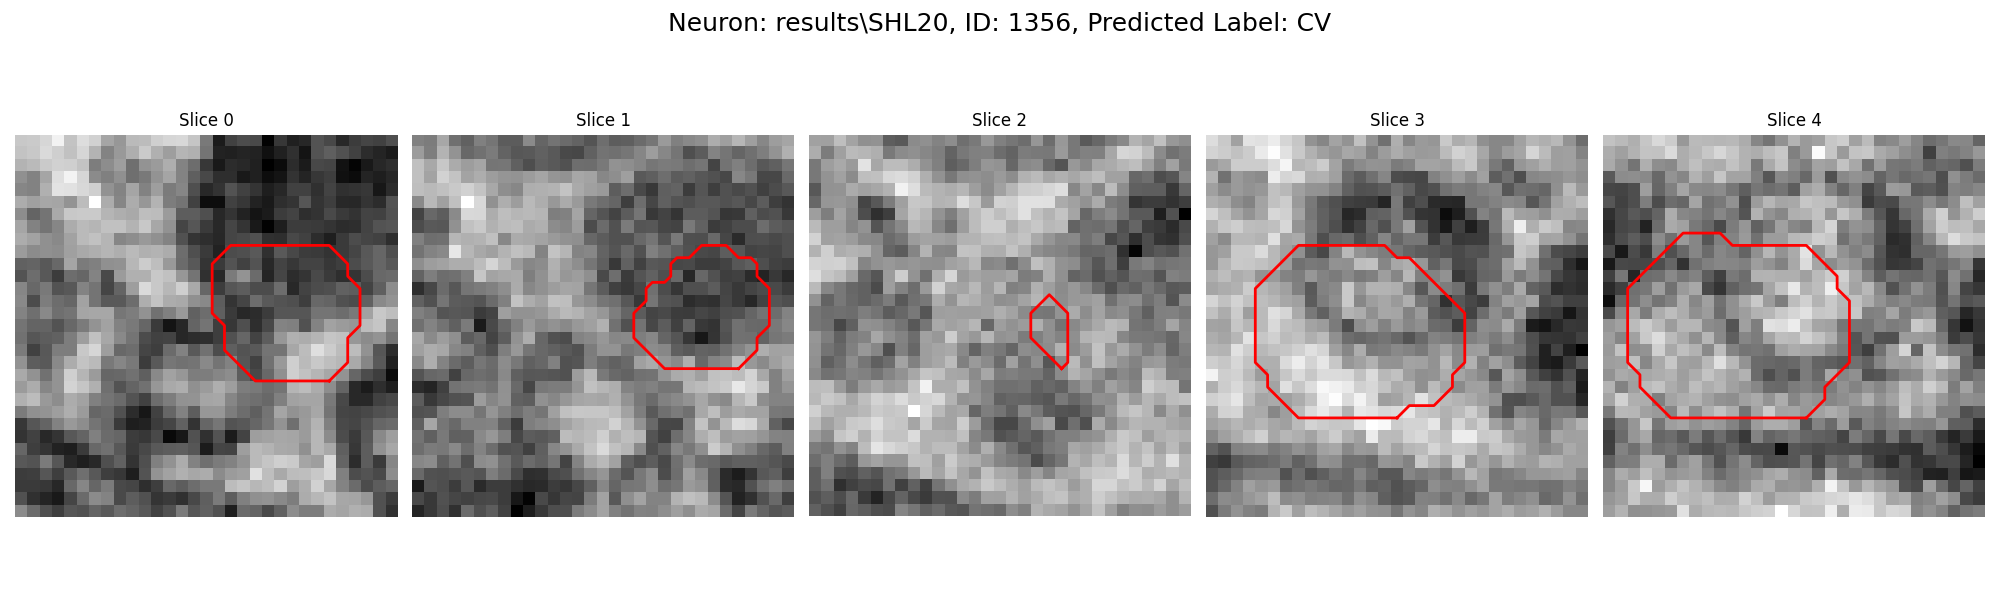 Neuron: results\SHL20, ID: 1356, Predicted Label: CV
Slice 0
Slice 1
Slice 2
Slice 3
Slice 4